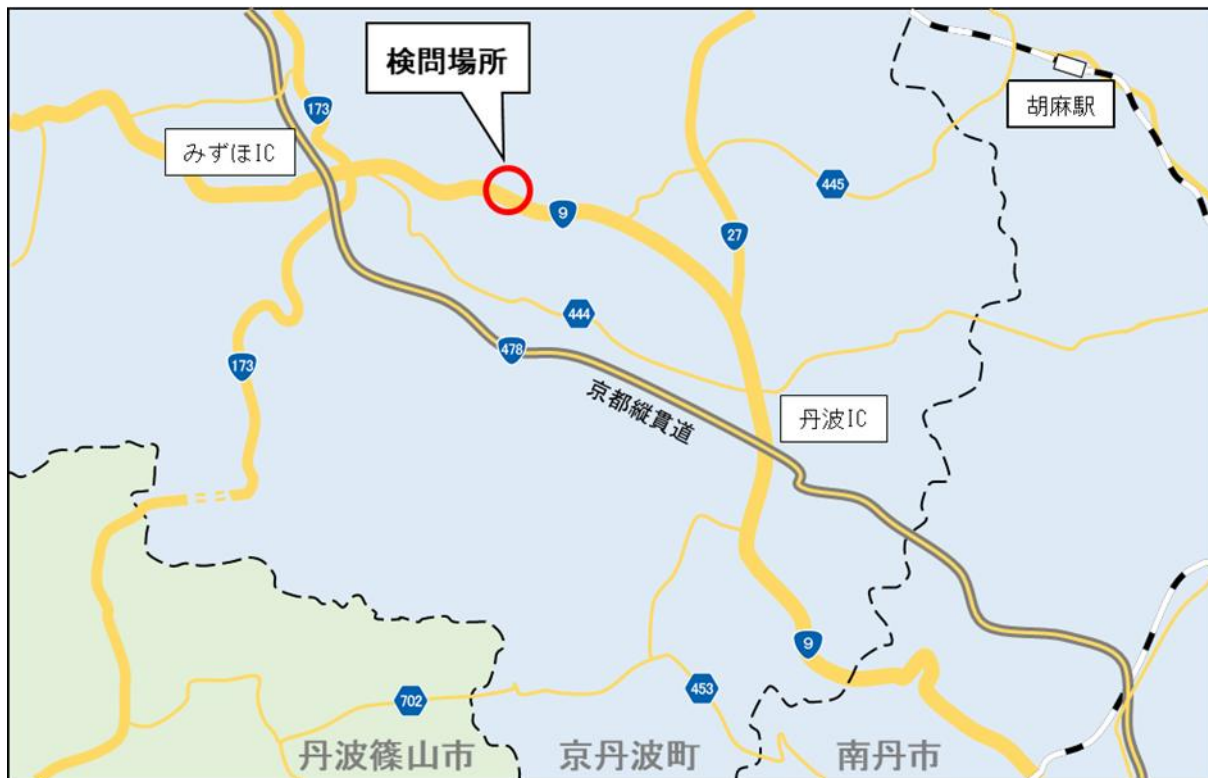 検問場所
胡麻駅
173
みずほIC
445
9
27
444
478
173
京都縦貫道
丹波IC
9
453
702
丹波篠山市
京丹波町
南丹市